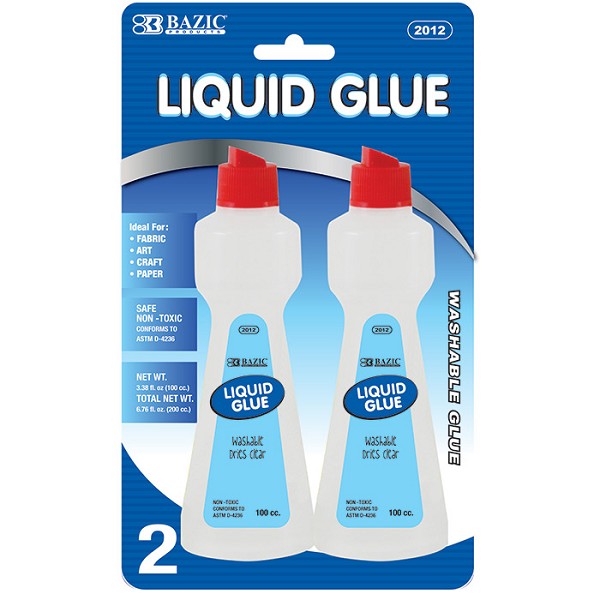 BAZIC
PRODUCTS
2012
LIQUID GLUE
Ideal For:
• FABRIC
• ART
• CRAFT
• PAPER
SAFE
NON -TOXIC
CONFORMS TO
ASTM D-4236
NET WT.
3.38 fl. oz (100 cc.)
TOTAL NET WT.
6.76 fl. oz (200 cc.)
2
WASHABLE GLUE
2012
BAZIC
LIQUID
GLUE
Washable
Dries Clear
NON -TOXIC
CONFORMS TO
ASTM D-4236
100 cc.
2012
BAZIC
LIQUID
GLUE
Washable
Dries Clear
NON -TOXIC
CONFORMS TO
ASTM D-4236
100 cc.